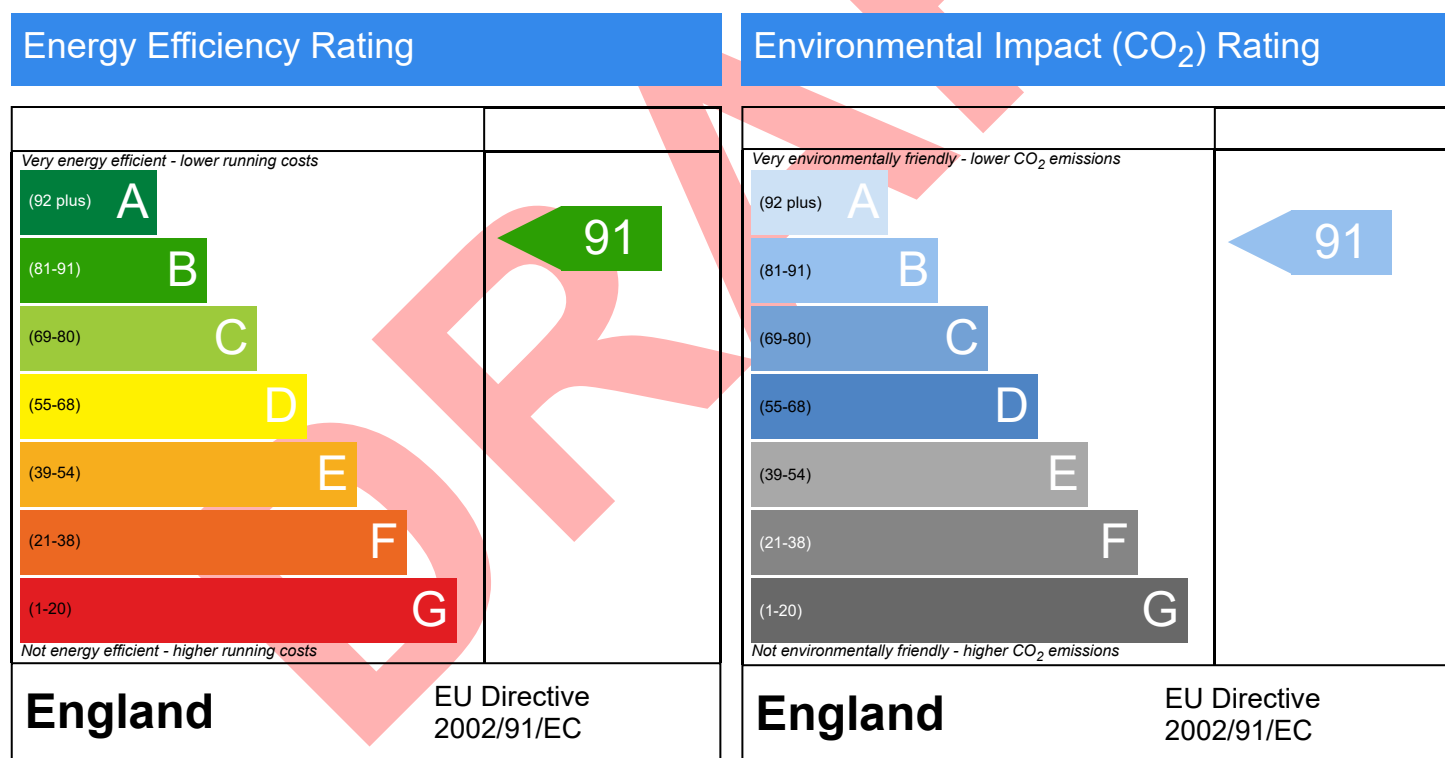 Energy Efficiency Rating
Very energy efficient - lower running costs
(92 plus) A
(81-91) B
(69-80) C
(55-68) D
(39-54) E
(21-38) F
(1-20) G
Not energy efficient - higher running costs
91
England
EU Directive
2002/91/EC
Environmental Impact (CO₂) Rating
Very environmentally friendly - lower CO₂ emissions
(92 plus) A
(81-91) B
(69-80) C
(55-68) D
(39-54) E
(21-38) F
(1-20) G
Not environmentally friendly - higher CO₂ emissions
91
England
EU Directive
2002/91/EC
DRA